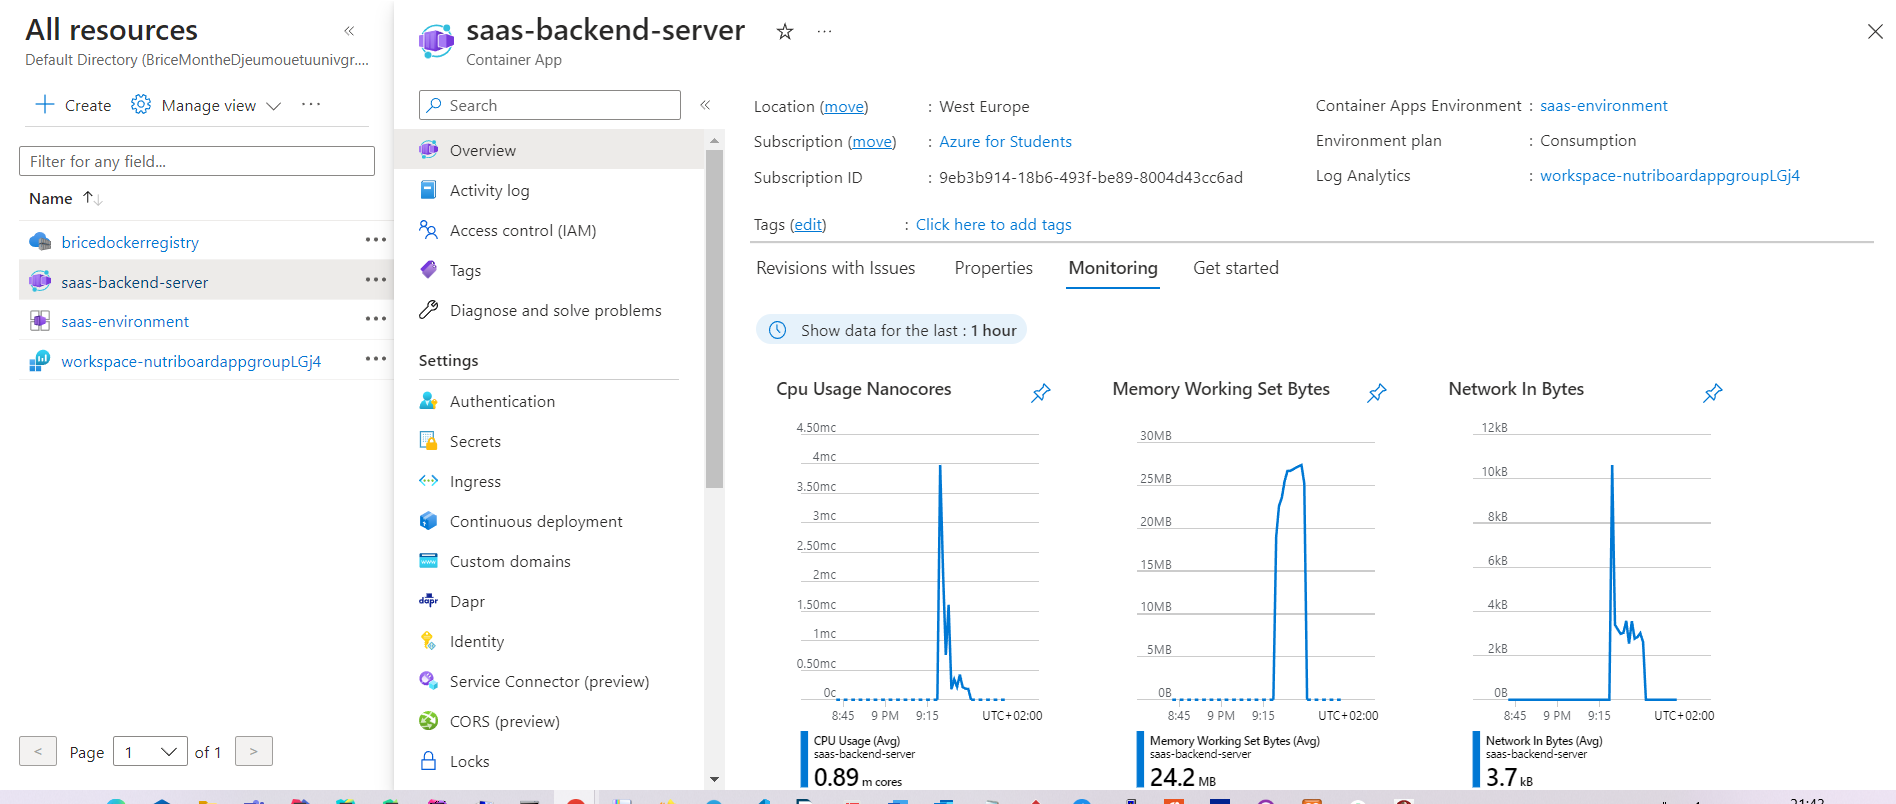 All resources
«
Default Directory (BriceMontheDjeumouetuunivgr....
Create
Manage view
...
Filter for any field...
Name ↑↓
bricedockerregistry
...
saas-backend-server
...
saas-environment
...
workspace-nutriboardappgroupLGj4
...
<
Page
1
of 1
>
saas-backend-server
...
Container App
Search
«
Overview
Activity log
Access control (IAM)
Tags
Diagnose and solve problems
Settings
Authentication
Secrets
Ingress
Continuous deployment
Custom domains
Dapr
Identity
Service Connector (preview)
CORS (preview)
Locks
Location (move) : West Europe
Subscription (move) : Azure for Students
Subscription ID : 9eb3b914-18b6-493f-be89-8004d43cc6ad
Tags (edit) : Click here to add tags
Container Apps Environment : saas-environment
Environment plan : Consumption
Log Analytics : workspace-nutriboardappgroupLGj4
Revisions with Issues
Properties
Monitoring
Get started
Show data for the last : 1 hour
Cpu Usage Nanocores
4.50mc
4mc
3.50mc
3mc
2.50mc
2mc
1.50mc
1mc
0.50mc
0c
8:45
9 PM
9:15
UTC+02:00
CPU Usage (Avg)
saas-backend-server
0.89 m cores
Memory Working Set Bytes
30MB
25MB
20MB
15MB
10MB
5MB
0B
8:45
9 PM
9:15
UTC+02:00
Memory Working Set Bytes (Avg)
saas-backend-server
24.2 MB
Network In Bytes
12kB
10kB
8kB
6kB
4kB
2kB
0B
8:45
9 PM
9:15
UTC+02:00
Network In Bytes (Avg)
saas-backend-server
3.7 kB